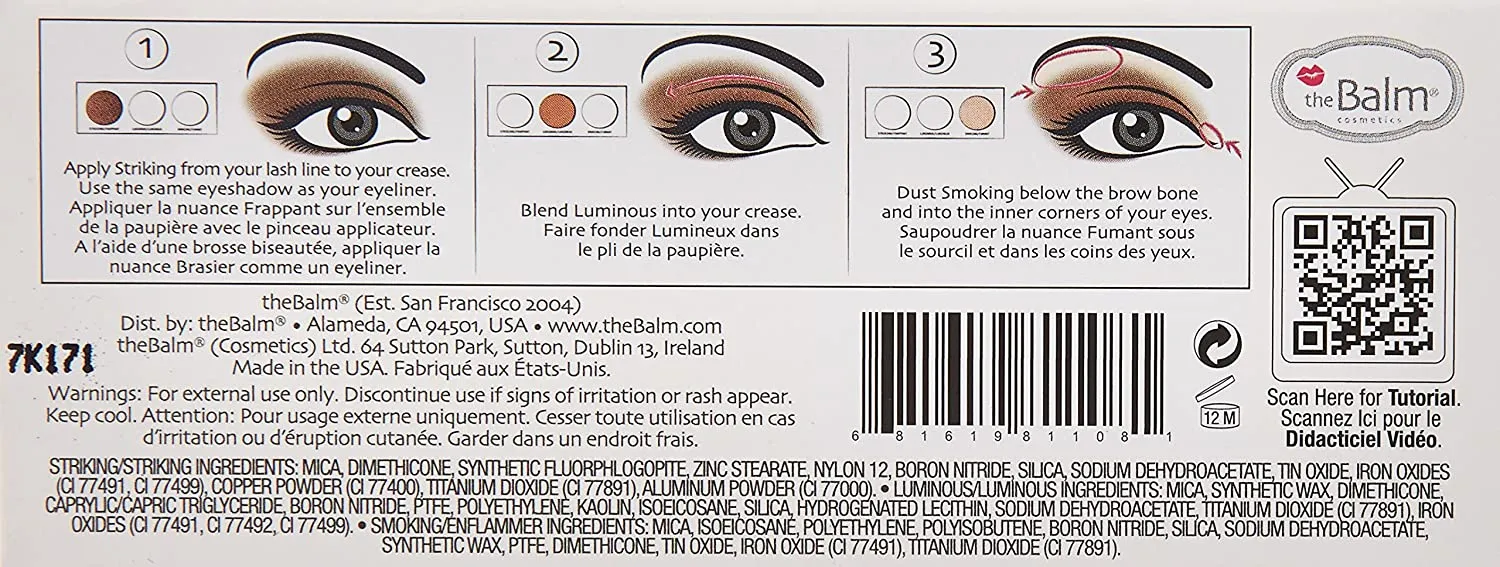 1
Apply Striking from your lash line to your crease.
Use the same eyeshadow as your eyeliner.
Appliquer la nuance Frappant sur l'ensemble
de la paupière avec le pinceau applicateur.
A l'aide d'une brosse biseautée, appliquer la
nuance Brasier comme un eyeliner.
2
Blend Luminous into your crease.
Faire fonder Lumineux dans
le pli de la paupière.
3
Dust Smoking below the brow bone
and into the inner corners of your eyes.
Saupoudrer la nuance Fumant sous
le sourcil et dans les coins des yeux.
theBalm®
cosmetics
theBalm® (Est. San Francisco 2004)
Dist. by: theBalm® • Alameda, CA 94501, USA • www.theBalm.com
theBalm® (Cosmetics) Ltd. 64 Sutton Park, Sutton, Dublin 13, Ireland
Made in the USA. Fabriqué aux États-Unis.
7K171
Warnings: For external use only. Discontinue use if signs of irritation or rash appear.
Keep cool. Attention: Pour usage externe uniquement. Cesser toute utilisation en cas
d'irritation ou d'éruption cutanée. Garder dans un endroit frais.
6 81619 81108 1
12 M
Scan Here for Tutorial.
Scannez Ici pour le
Didacticiel Vidéo.
STRIKING/STRIKING INGREDIENTS: MICA, DIMETHICONE, SYNTHETIC FLUORPHLOGOPITE, ZINC STEARATE, NYLON 12, BORON NITRIDE, SILICA, SODIUM DEHYDROACETATE, TIN OXIDE, IRON OXIDES
(CI 77491, CI 77499), COPPER POWDER (CI 77400), TITANIUM DIOXIDE (CI 77891), ALUMINUM POWDER (CI 77000). • LUMINOUS/LUMINOUS INGREDIENTS: MICA, SYNTHETIC WAX, DIMETHICONE,
CAPRYLIC/CAPRIC TRIGLYCERIDE, BORON NITRIDE, PTFE, POLYETHYLENE, KAOLIN, ISOEICOSANE, SILICA, HYDROGENATED LECITHIN, SODIUM DEHYDROACETATE, TITANIUM DIOXIDE (CI 77891), IRON
OXIDES (CI 77491, CI 77492, CI 77499). • SMOKING/ENFLAMMER INGREDIENTS: MICA, ISOEICOSANE, POLYETHYLENE, POLYISOBUTENE, BORON NITRIDE, SILICA, SODIUM DEHYDROACETATE,
SYNTHETIC WAX, PTFE, DIMETHICONE, TIN OXIDE, IRON OXIDE (CI 77491), TITANIUM DIOXIDE (CI 77891).